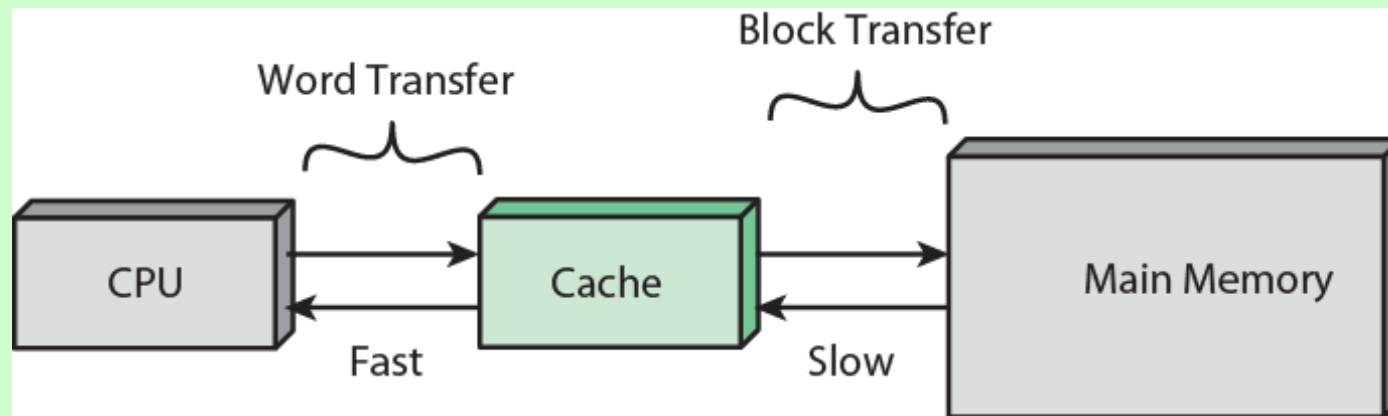 Block Transfer
Word Transfer
CPU
Cache
Main Memory
Fast
Slow